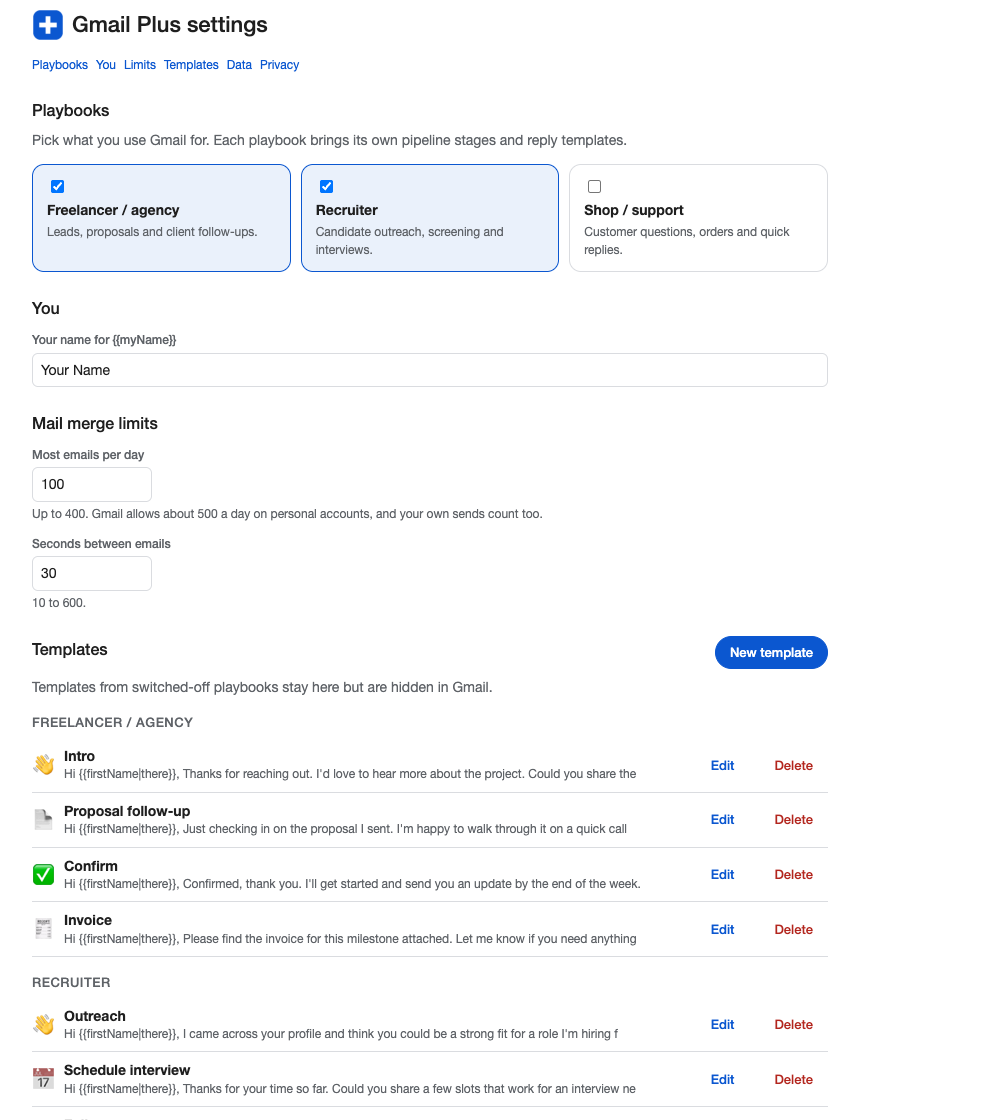 Gmail Plus settings
Playbooks You Limits Templates Data Privacy
Playbooks
Pick what you use Gmail for. Each playbook brings its own pipeline stages and reply templates.
Freelancer / agency
Leads, proposals and client follow-ups.
Recruiter
Candidate outreach, screening and
interviews.
Shop / support
Customer questions, orders and quick
replies.
You
Your name for {{myName}}
Your Name
Mail merge limits
Most emails per day
100
Up to 400. Gmail allows about 500 a day on personal accounts, and your own sends count too.
Seconds between emails
30
10 to 600.
Templates
New template
Templates from switched-off playbooks stay here but are hidden in Gmail.
FREELANCER / AGENCY
Intro
Hi {{firstName|there}}, Thanks for reaching out. I'd love to hear more about the project. Could you share the
Edit Delete
Proposal follow-up
Hi {{firstName|there}}, Just checking in on the proposal I sent. I'm happy to walk through it on a quick call
Edit Delete
Confirm
Hi {{firstName|there}}, Confirmed, thank you. I'll get started and send you an update by the end of the week.
Edit Delete
Invoice
Hi {{firstName|there}}, Please find the invoice for this milestone attached. Let me know if you need anything
Edit Delete
RECRUITER
Outreach
Hi {{firstName|there}}, I came across your profile and think you could be a strong fit for a role I'm hiring f
Edit Delete
17
Schedule interview
Hi {{firstName|there}}, Thanks for your time so far. Could you share a few slots that work for an interview ne
Edit Delete